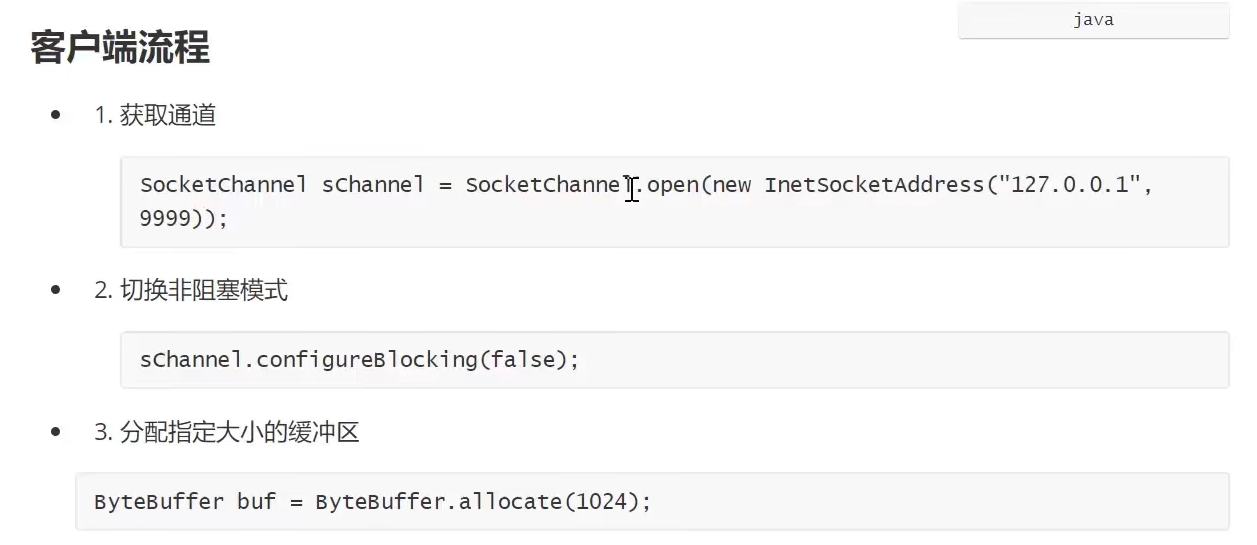 java
客户端流程
1. 获取通道
SocketChannel sChannel = SocketChannel.open(new InetSocketAddress("127.0.0.1",
9999));
2. 切换非阻塞模式
sChannel.configureBlocking(false);
3. 分配指定大小的缓冲区
ByteBuffer buf = ByteBuffer.allocate(1024);